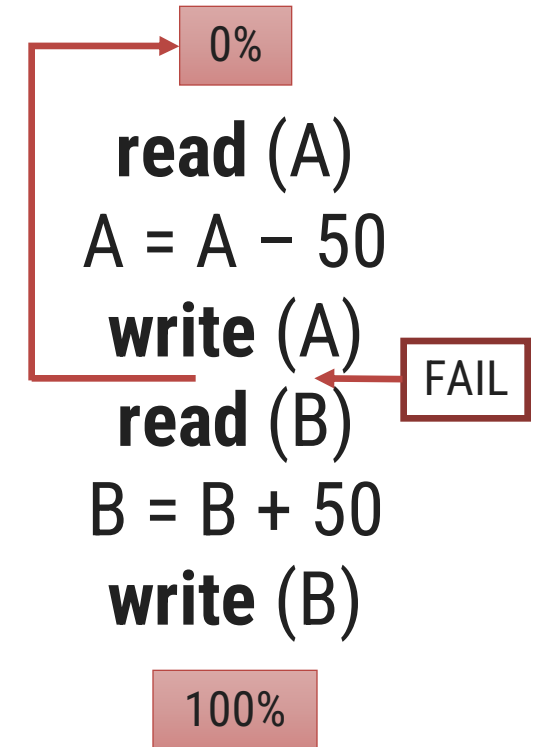 0%
read (A)
A = A – 50
write (A)
FAIL
read (B)
B = B + 50
write (B)
100%